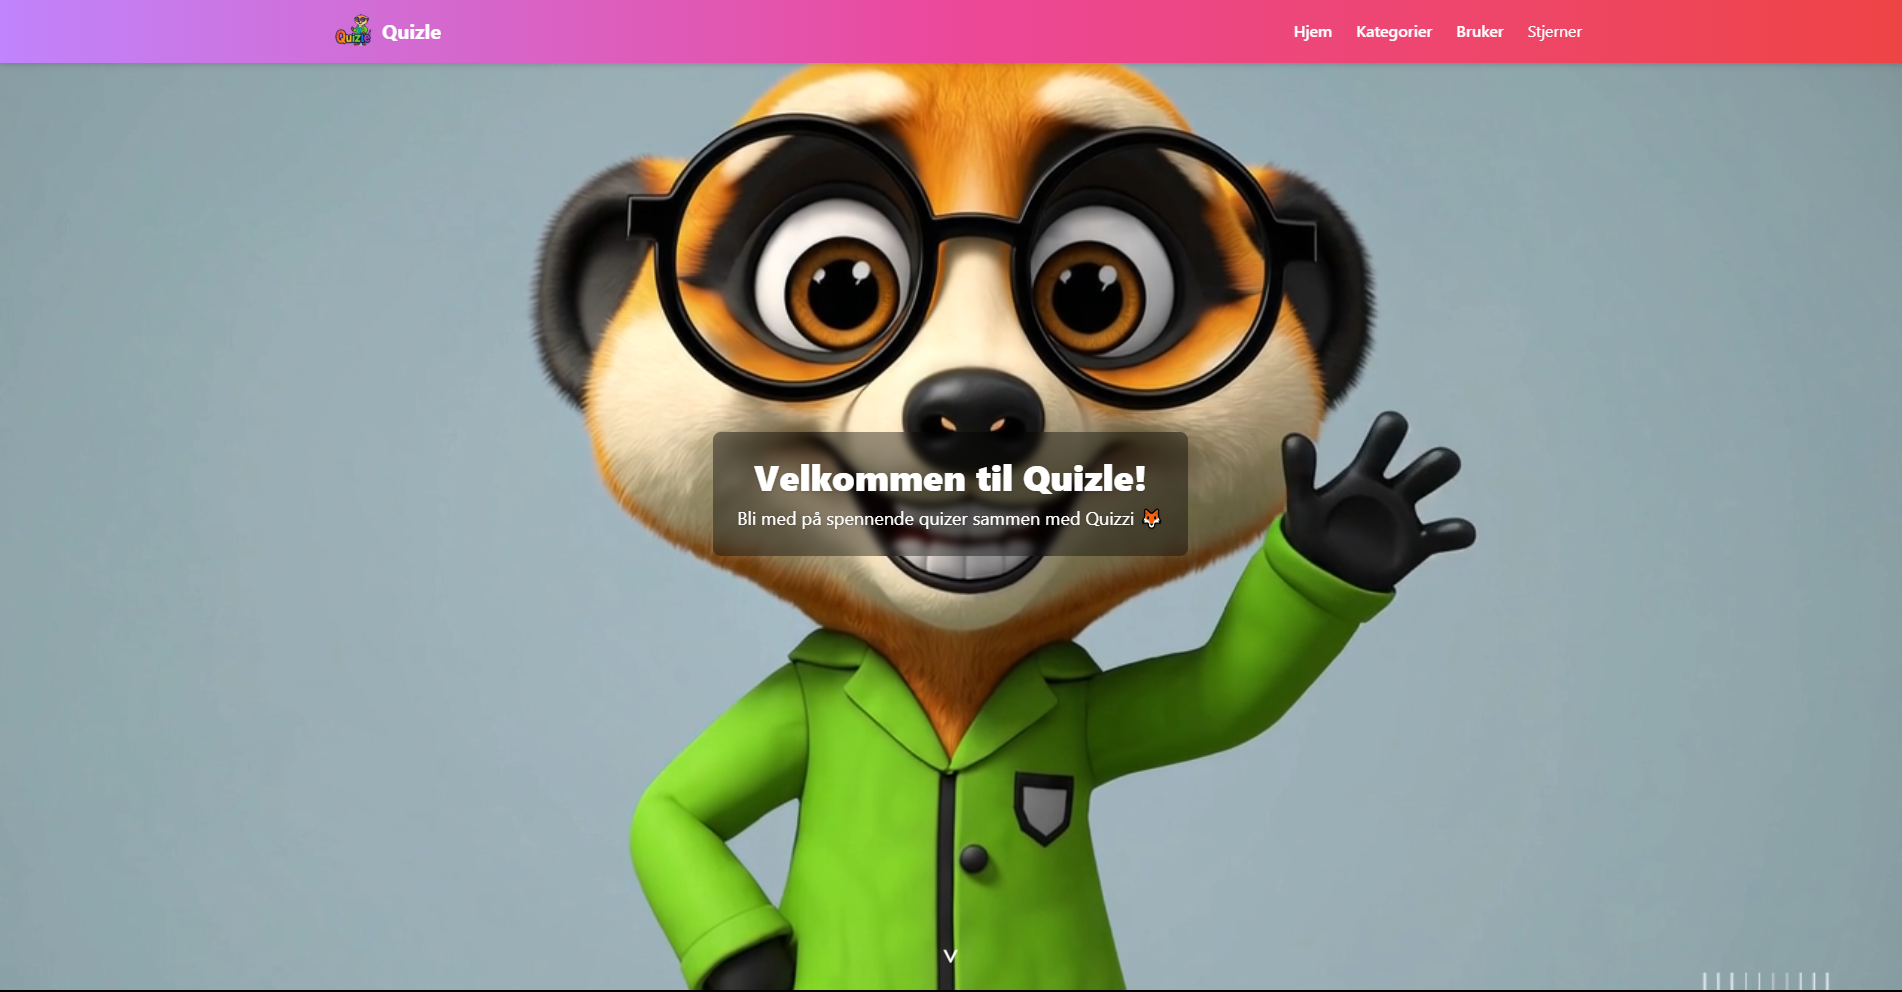 Quizle
Quizle
Hjem
Kategorier
Bruker
Stjerner
Velkommen til Quizle!
Bli med på spennende quizer sammen med Quizzi 🦊